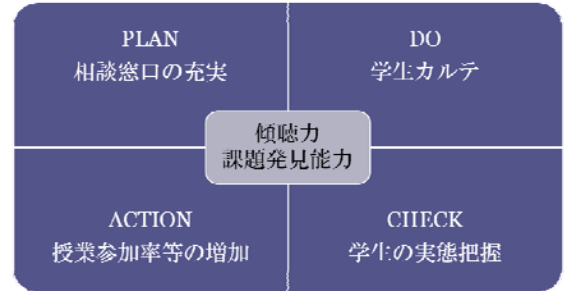 PLAN
相談窓口の充実
DO
学生カルテ
傾聴力
課題発見能力
ACTION
授業参加率等の増加
CHECK
学生の実態把握